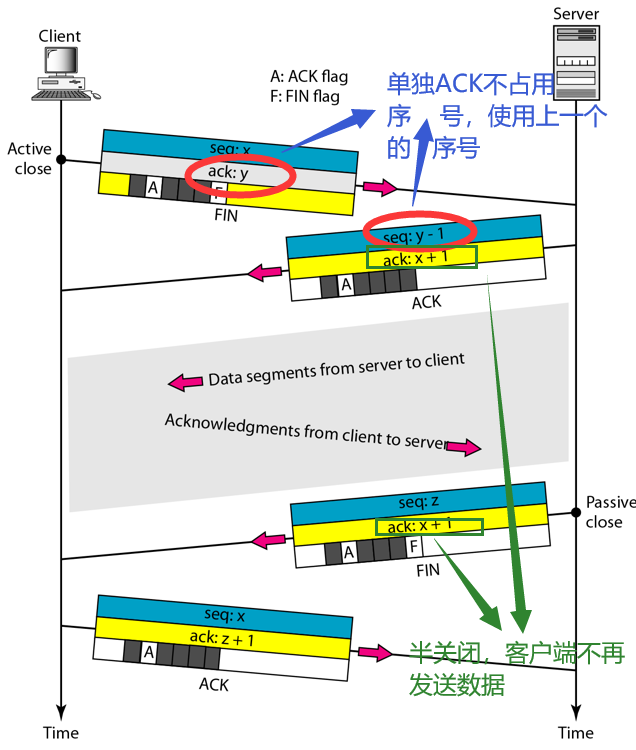 Client
Server
A: ACK flag
F: FIN flag
单独ACK不占用
序 号，使用上一个
的 序号
Active
close
seq: x
ack: y
A
F
FIN
seq: y - 1
ack: x + 1
A
ACK
Data segments from server to client
Acknowledgments from client to server
seq: z
ack: x + 1
A
F
FIN
Passive
close
seq: x
ack: z + 1
A
ACK
半关闭，客户端不再
发送数据
Time
Time